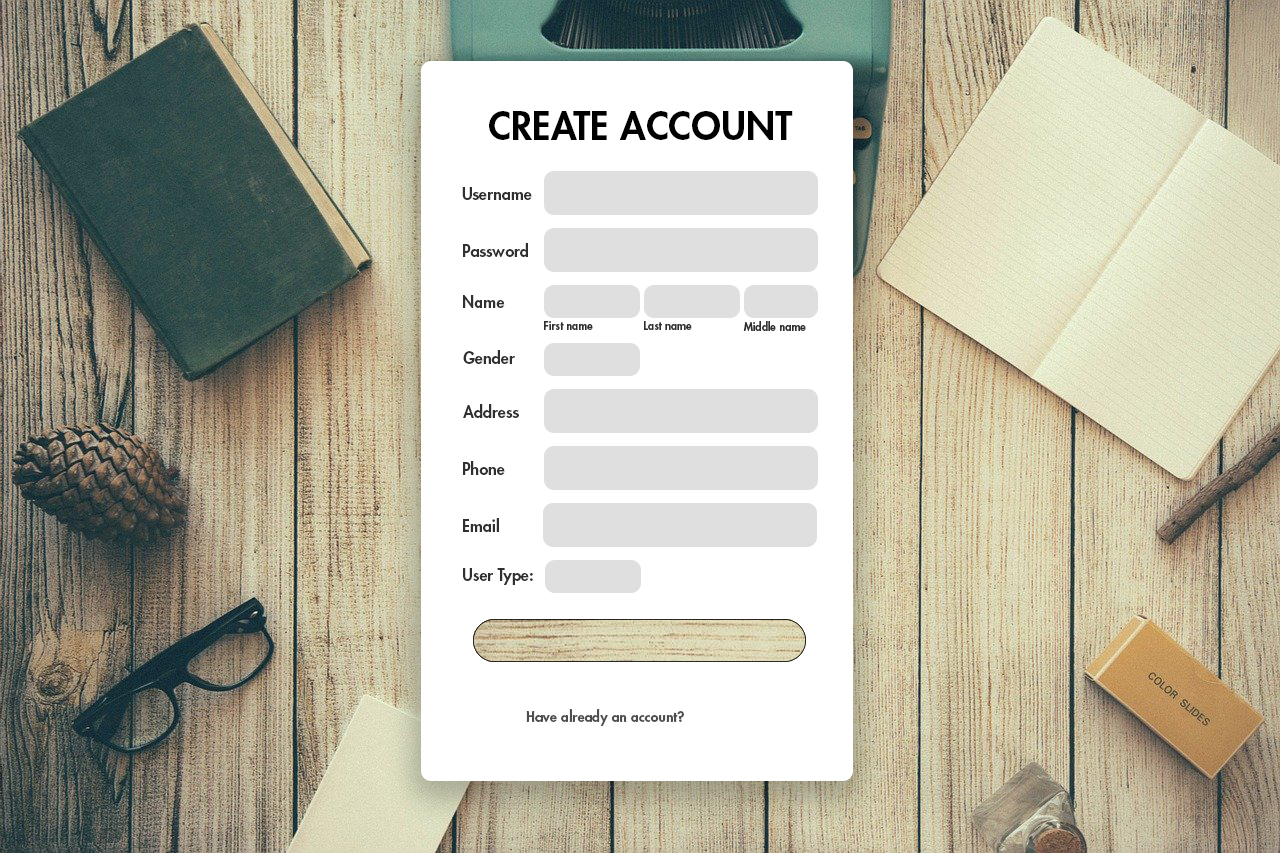 CREATE ACCOUNT
Username
Password
Name
First name Last name Middle name
Gender
Address
Phone
Email
User Type:
Have already an account?
TAB
COLOR SLIDES